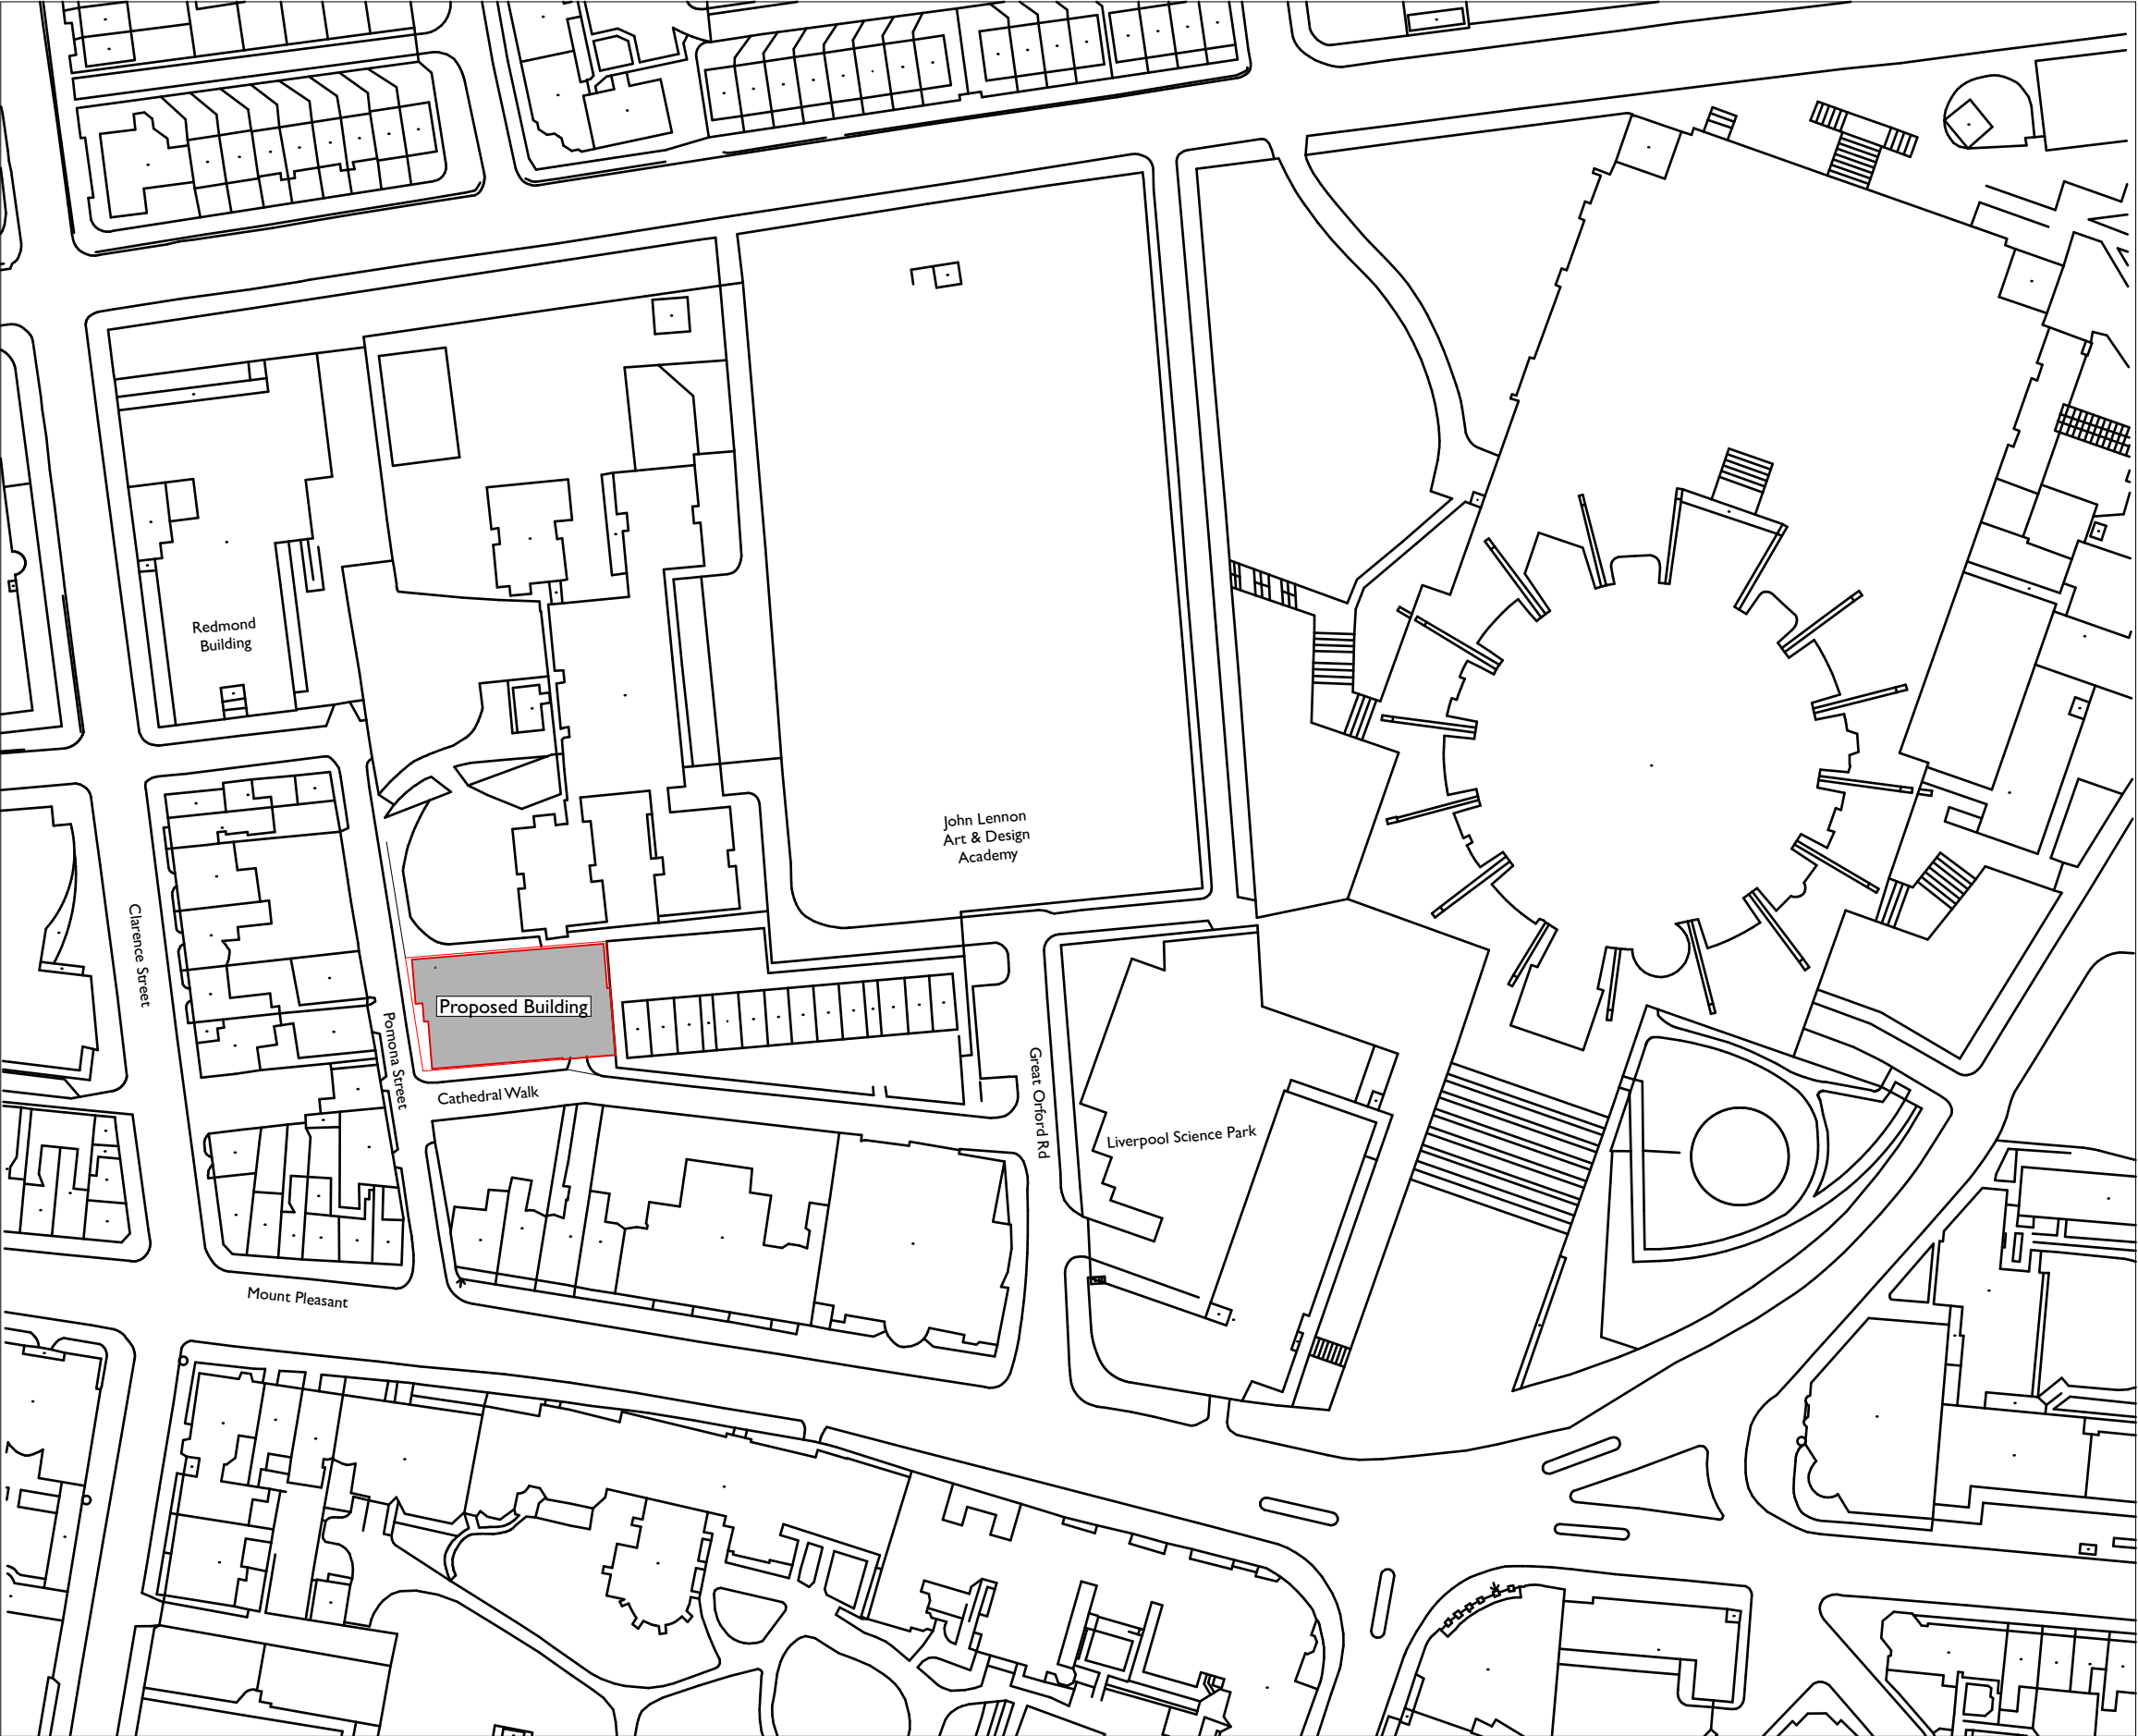 Redmond
Building
John Lennon
Art & Design
Academy
Clarence Street
Proposed Building
Pomona Street
Cathedral Walk
Great Orford Rd
Liverpool Science Park
Mount Pleasant